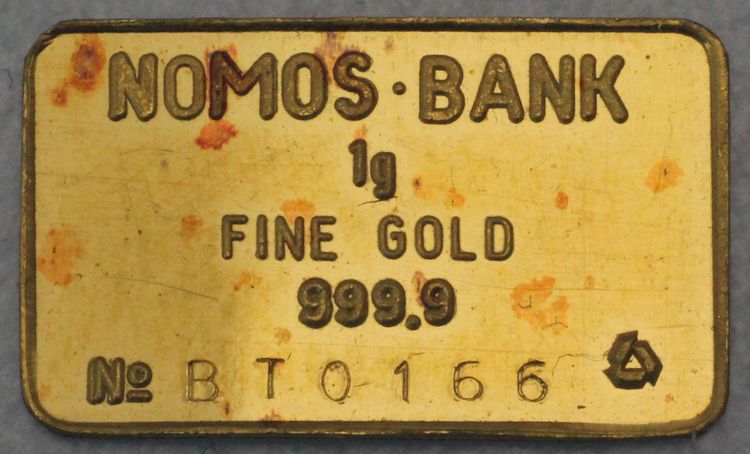 NOMOS·BANK
1g
FINE GOLD
999.9
No BT0166